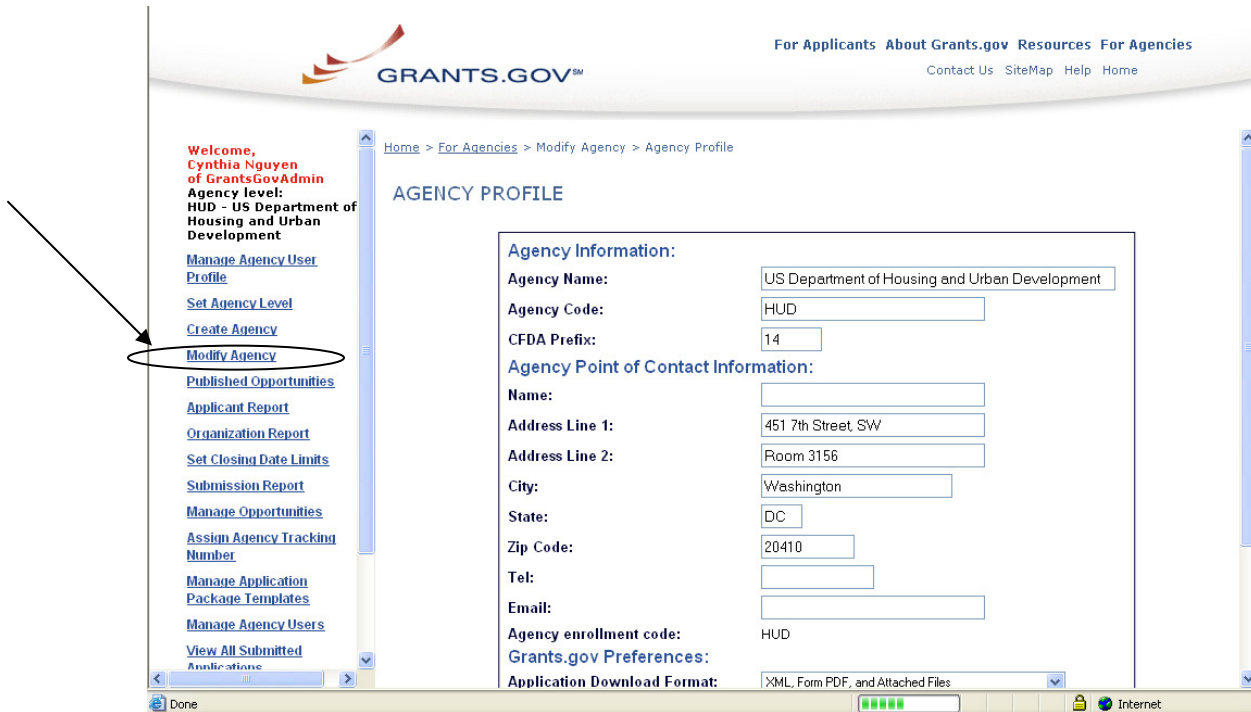 For Applicants About Grants.gov Resources For Agencies
GRANTS.GOV℠
Contact Us SiteMap Help Home
Welcome,
Cynthia Nguyen
of GrantsGovAdmin
Agency level:
HUD - US Department of
Housing and Urban
Development
Manage Agency User
Profile
Set Agency Level
Create Agency
Modify Agency
Published Opportunities
Applicant Report
Organization Report
Set Closing Date Limits
Submission Report
Manage Opportunities
Assign Agency Tracking
Number
Manage Application
Package Templates
Manage Agency Users
View All Submitted
Applications
Home > For Agencies > Modify Agency > Agency Profile
AGENCY PROFILE
Agency Information:
Agency Name: US Department of Housing and Urban Development
Agency Code: HUD
CFDA Prefix: 14
Agency Point of Contact Information:
Name:
Address Line 1: 451 7th Street, SW
Address Line 2: Room 3156
City: Washington
State: DC
Zip Code: 20410
Tel:
Email:
Agency enrollment code: HUD
Grants.gov Preferences:
Application Download Format: XML, Form PDF, and Attached Files
Done
Internet